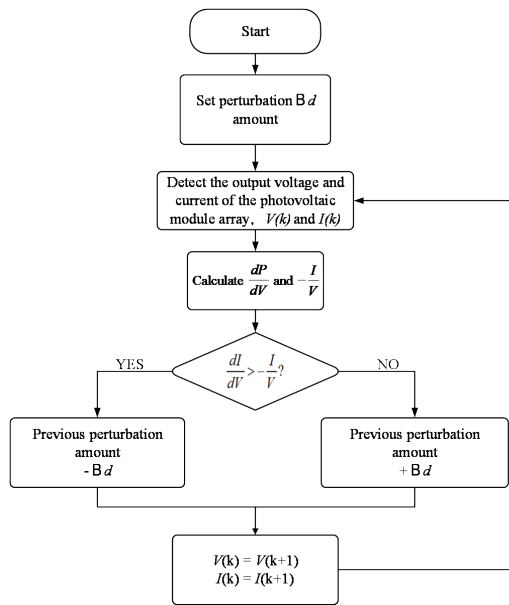 Start
Set perturbation B d
amount
Detect the output voltage and
current of the photovoltaic
module array, V(k) and I(k)
Calculate dP/dV and -I/V
dI/dV>-I/V?
YES
NO
Previous perturbation
amount
- B d
Previous perturbation
amount
+ B d
V(k) = V(k+1)
I(k) = I(k+1)